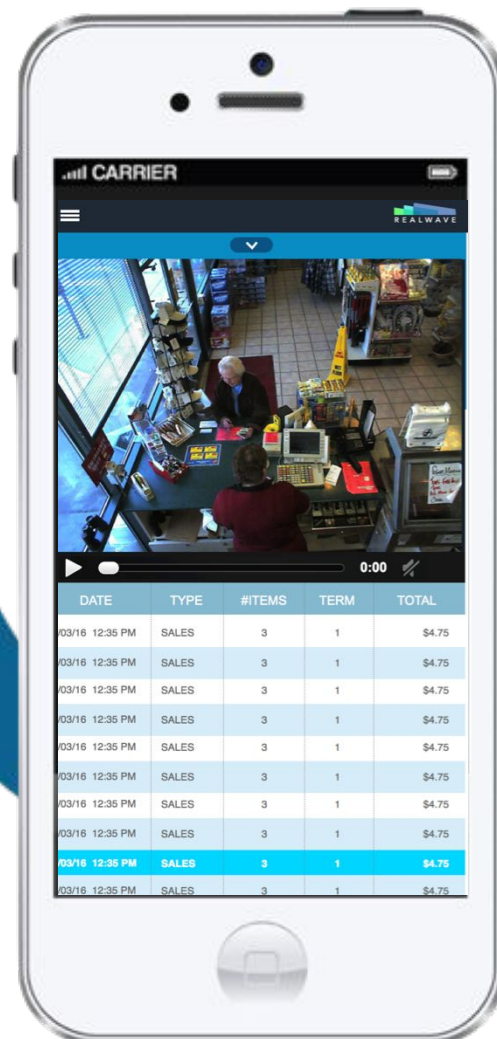 CARRIER
REALWAVE
0:00
DATE TYPE #ITEMS TERM TOTAL
/03/16 12:35 PM SALES 3 1 $4.75
/03/16 12:35 PM SALES 3 1 $4.75
/03/16 12:35 PM SALES 3 1 $4.75
/03/16 12:35 PM SALES 3 1 $4.75
/03/16 12:35 PM SALES 3 1 $4.75
/03/16 12:35 PM SALES 3 1 $4.75
/03/16 12:35 PM SALES 3 1 $4.75
/03/16 12:35 PM SALES 3 1 $4.75
/03/16 12:35 PM SALES 3 1 $4.75
/03/16 12:35 PM SALES 3 1 $4.75